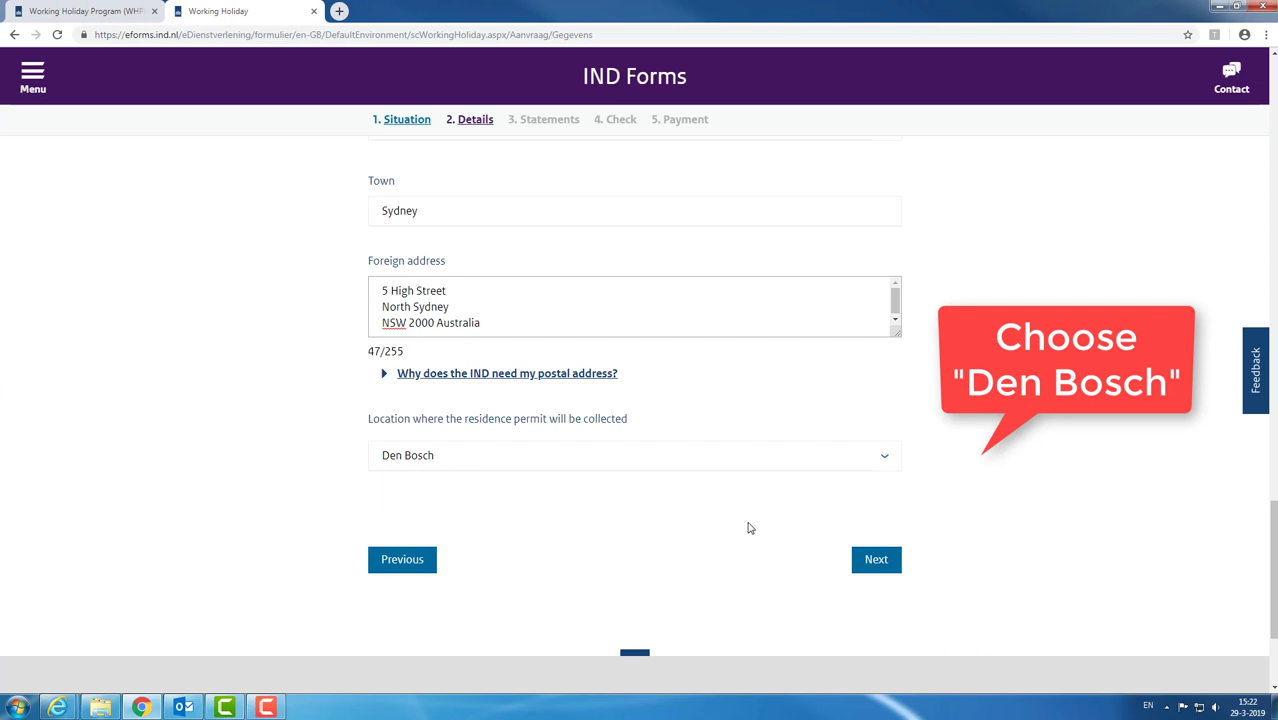 Working Holiday Program (WHP
Working Holiday
https://eforms.ind.nl/eDienstverlening/formulier/en-GB/DefaultEnvironment/scWorkingHoliday.aspx/Aanvraag/Gegevens
Menu
IND Forms
Contact
1. Situation
2. Details
3. Statements
4. Check
5. Payment
Town
Sydney
Foreign address
5 High Street
North Sydney
NSW 2000 Australia
47/255
Why does the IND need my postal address?
Location where the residence permit will be collected
Den Bosch
Choose
"Den Bosch"
Feedback
Previous
Next
EN
15:22
29-3-2019